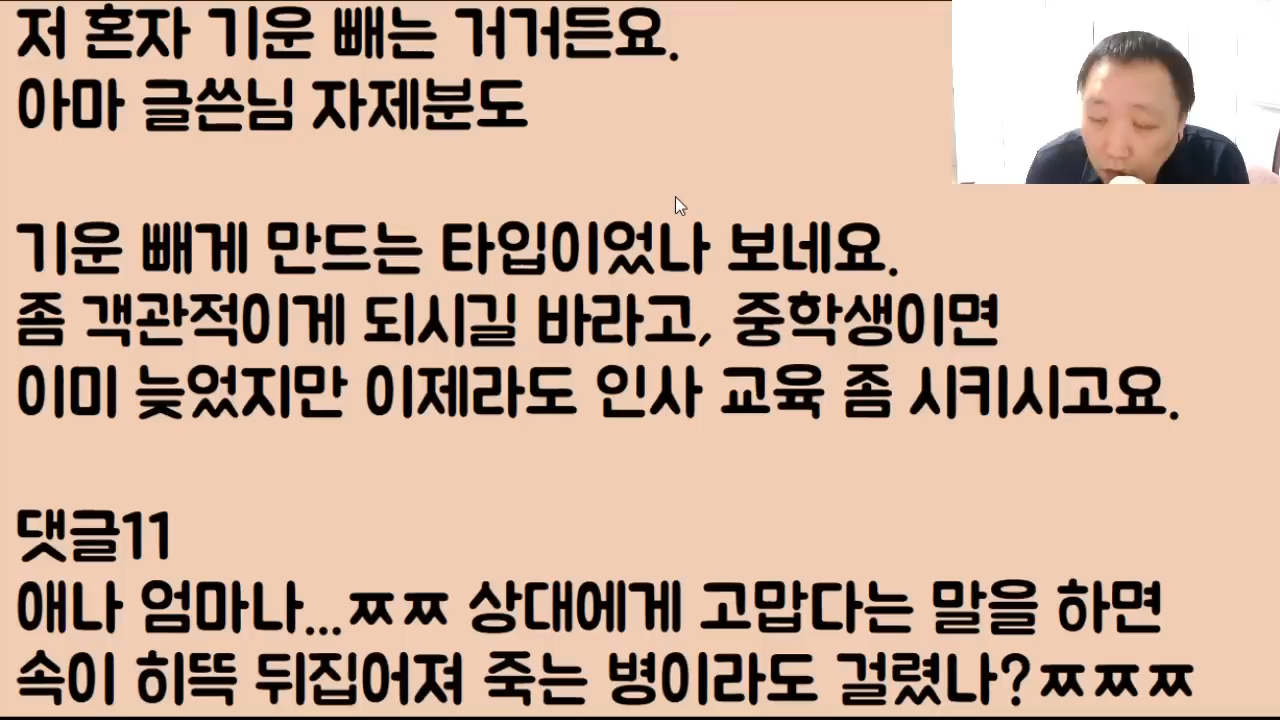 저 혼자 기운 빼는 거거든요.
아마 글쓴님 자제분도
기운 빼게 만드는 타입이었나 보네요.
좀 객관적이게 되시길 바라고, 중학생이면
이미 늦었지만 이제라도 인사 교육 좀 시키시고요.
댓글11
애나 엄마나...ㅉㅉ 상대에게 고맙다는 말을 하면
속이 히뜩 뒤집어져 죽는 병이라도 걸렸나?ㅉㅉㅉ